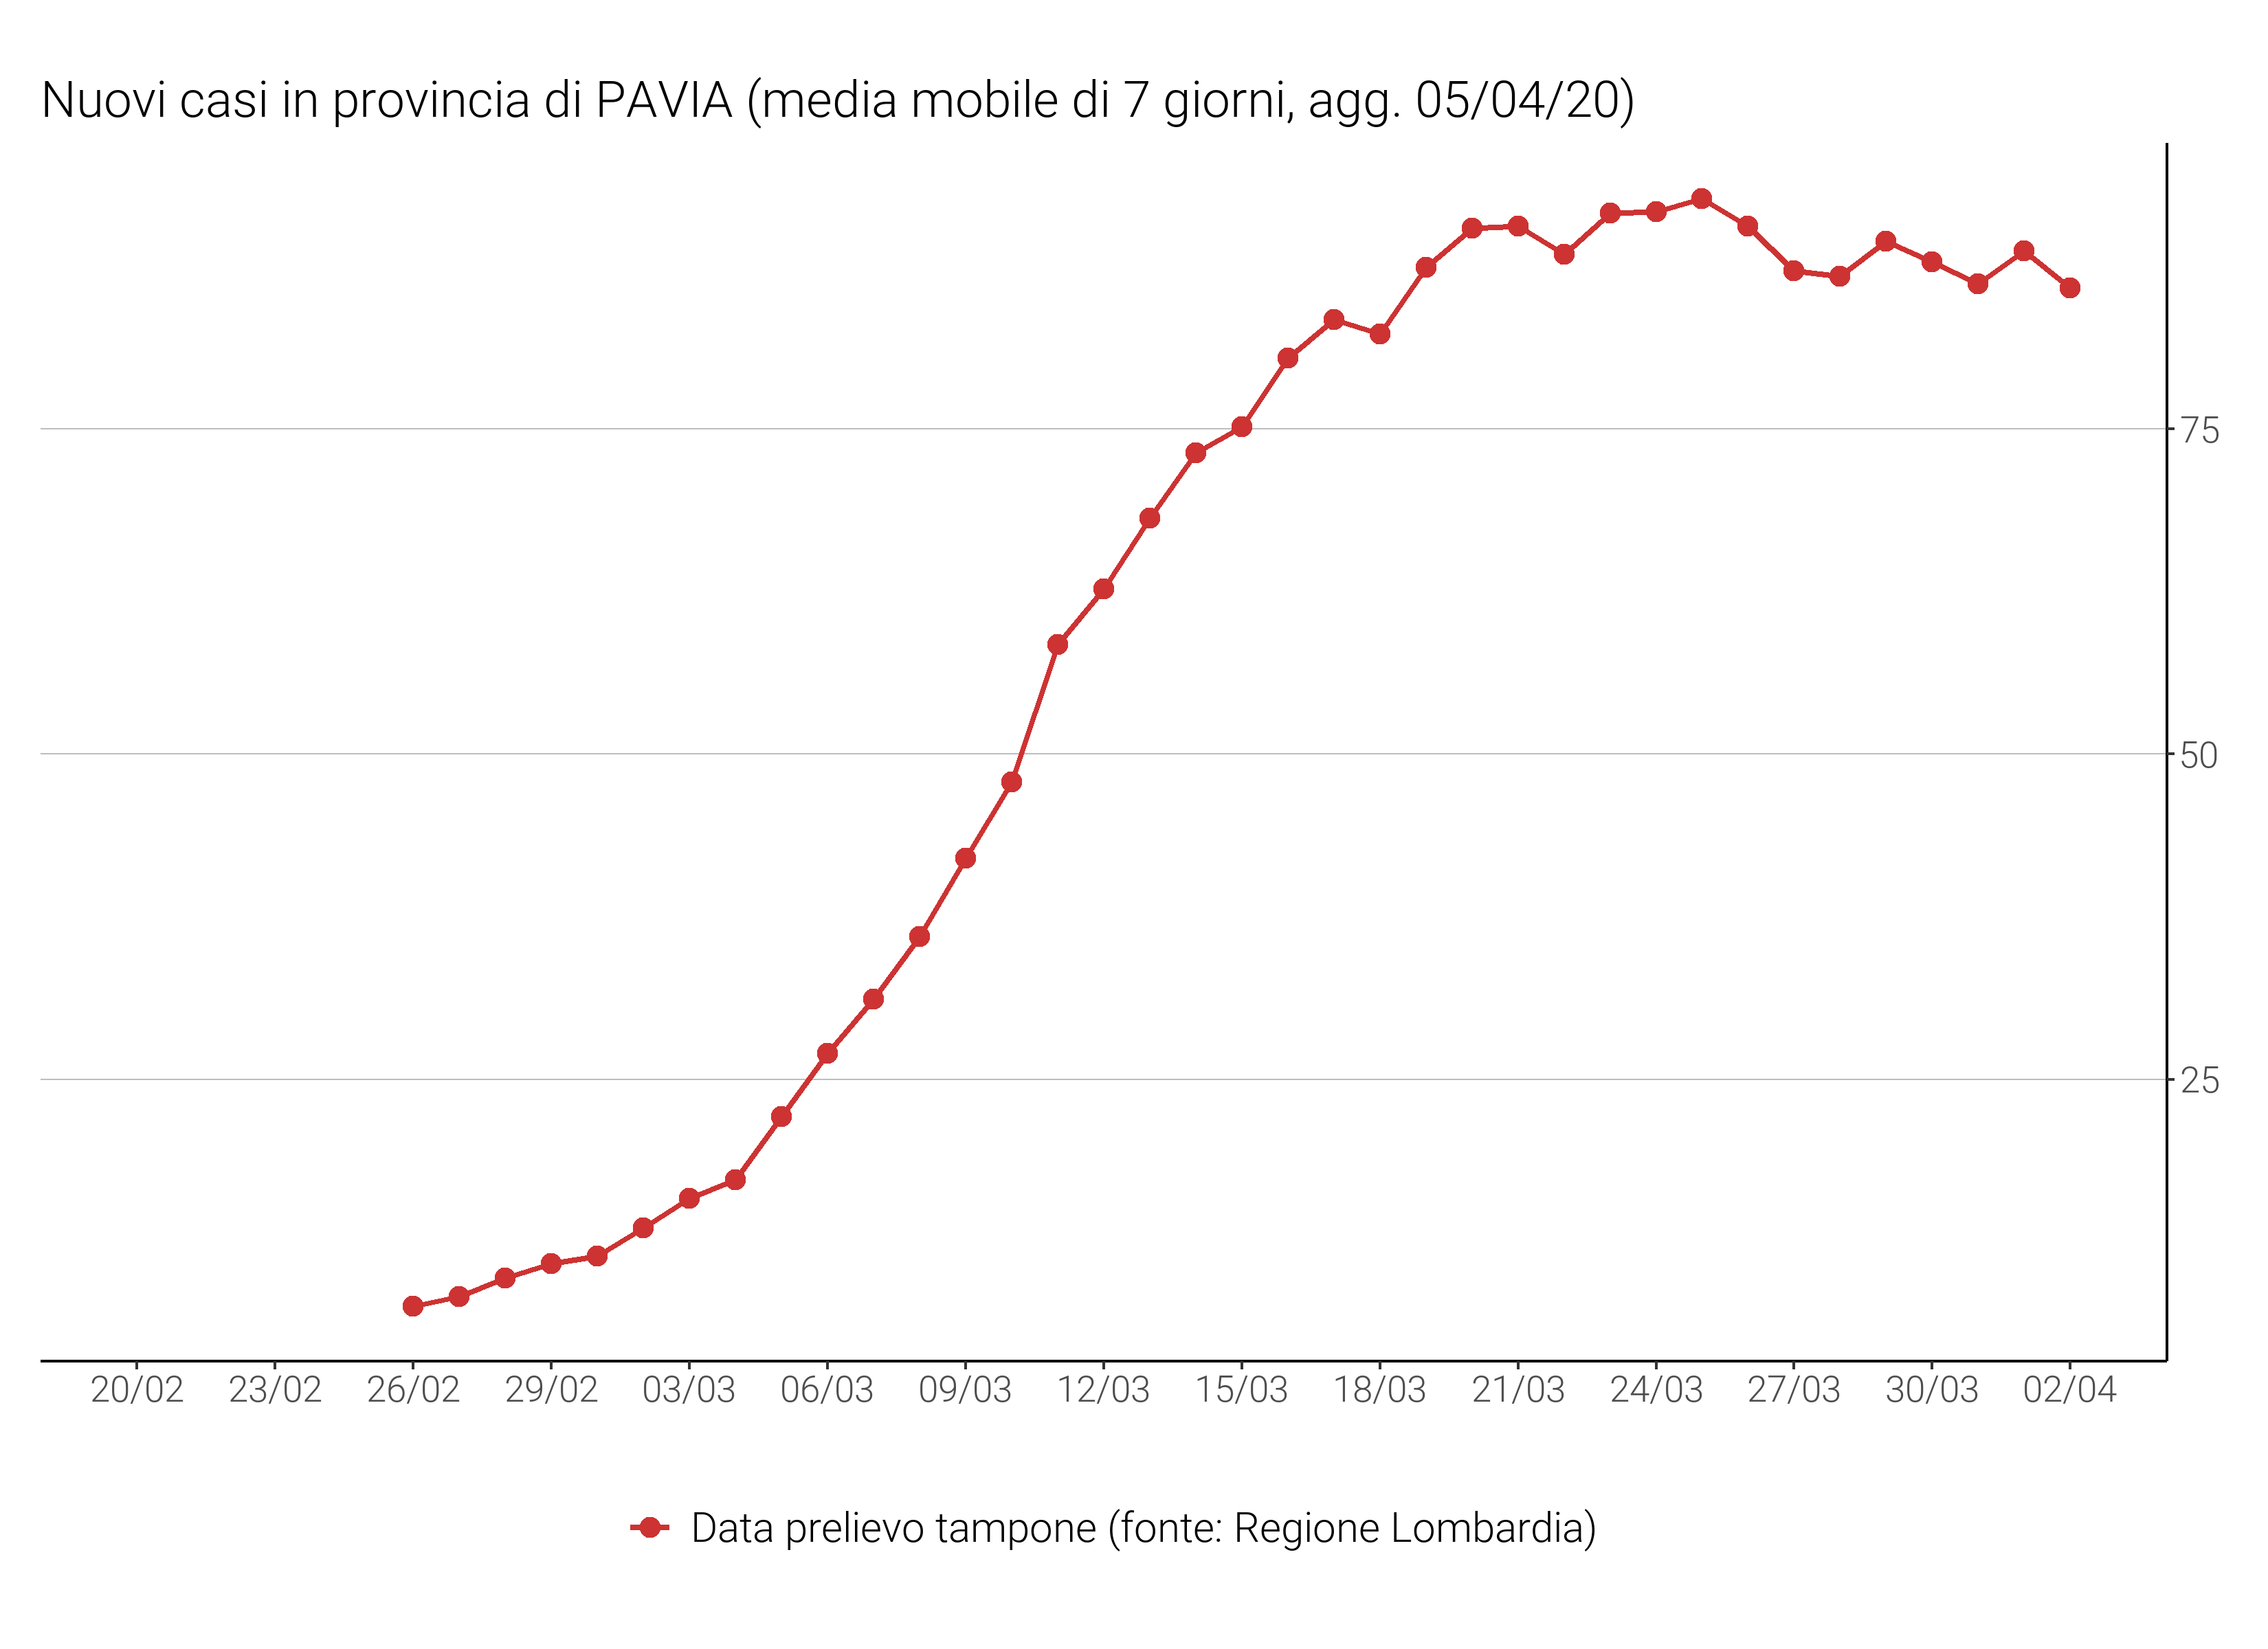 Nuovi casi in provincia di PAVIA (media mobile di 7 giorni, agg. 05/04/20)
75
50
25
20/02 23/02 26/02 29/02 03/03 06/03 09/03 12/03 15/03 18/03 21/03 24/03 27/03 30/03 02/04
Data prelievo tampone (fonte: Regione Lombardia)